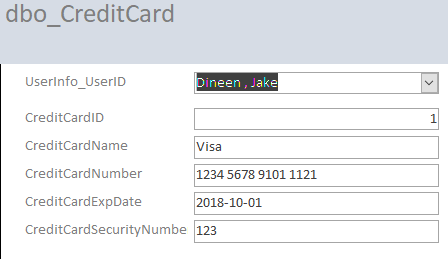 dbo_CreditCard
UserInfo_UserID Dineen , Jake
CreditCardID 1
CreditCardName Visa
CreditCardNumber 1234 5678 9101 1121
CreditCardExpDate 2018-10-01
CreditCardSecurityNumbe 123